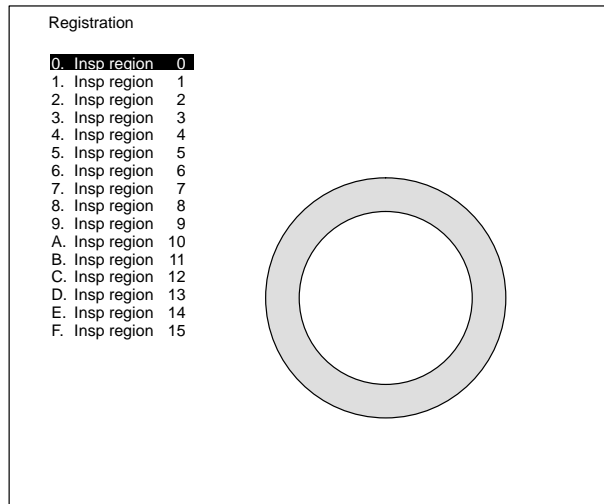 Registration
0. Insp region 0
1. Insp region 1
2. Insp region 2
3. Insp region 3
4. Insp region 4
5. Insp region 5
6. Insp region 6
7. Insp region 7
8. Insp region 8
9. Insp region 9
A. Insp region 10
B. Insp region 11
C. Insp region 12
D. Insp region 13
E. Insp region 14
F. Insp region 15